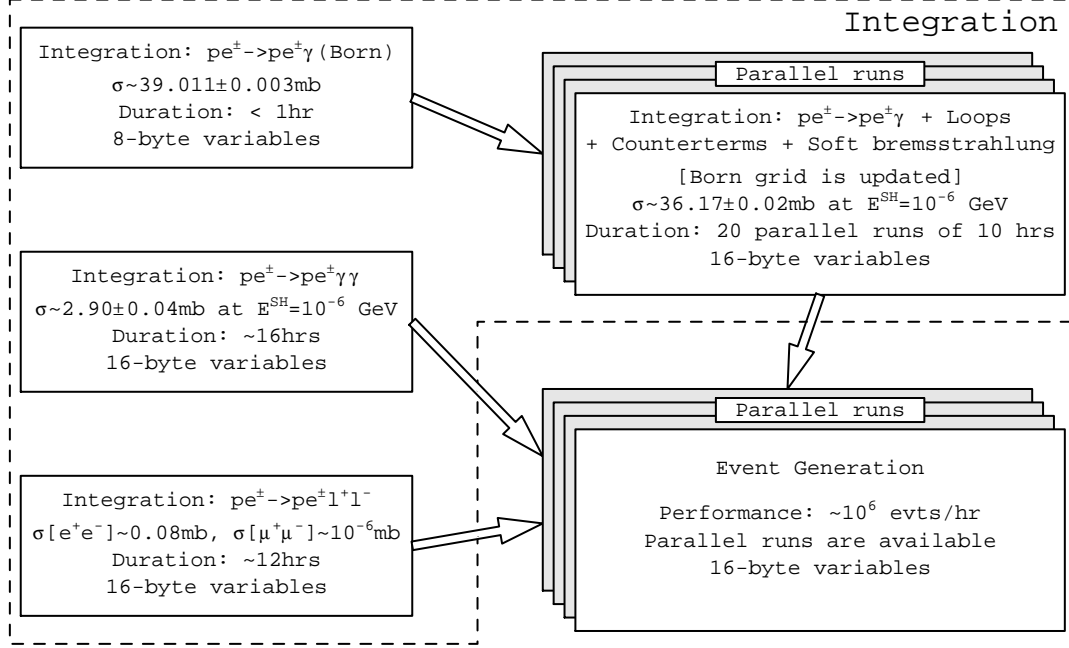 Integration
Integration: pe±->pe±γ(Born)
σ~39.011±0.003mb
Duration: < 1hr
8-byte variables
Parallel runs
Integration: pe±->pe±γ + Loops
+ Counterterms + Soft bremsstrahlung
[Born grid is updated]
σ~36.17±0.02mb at Eˢᴴ=10⁻⁶ GeV
Duration: 20 parallel runs of 10 hrs
16-byte variables
Integration: pe±->pe±γγ
σ~2.90±0.04mb at Eˢᴴ=10⁻⁶ GeV
Duration: ~16hrs
16-byte variables
Integration: pe±->pe±l⁺l⁻
σ[e⁺e⁻]~0.08mb, σ[μ⁺μ⁻]~10⁻⁶mb
Duration: ~12hrs
16-byte variables
Parallel runs
Event Generation
Performance: ~10⁶ evts/hr
Parallel runs are available
16-byte variables